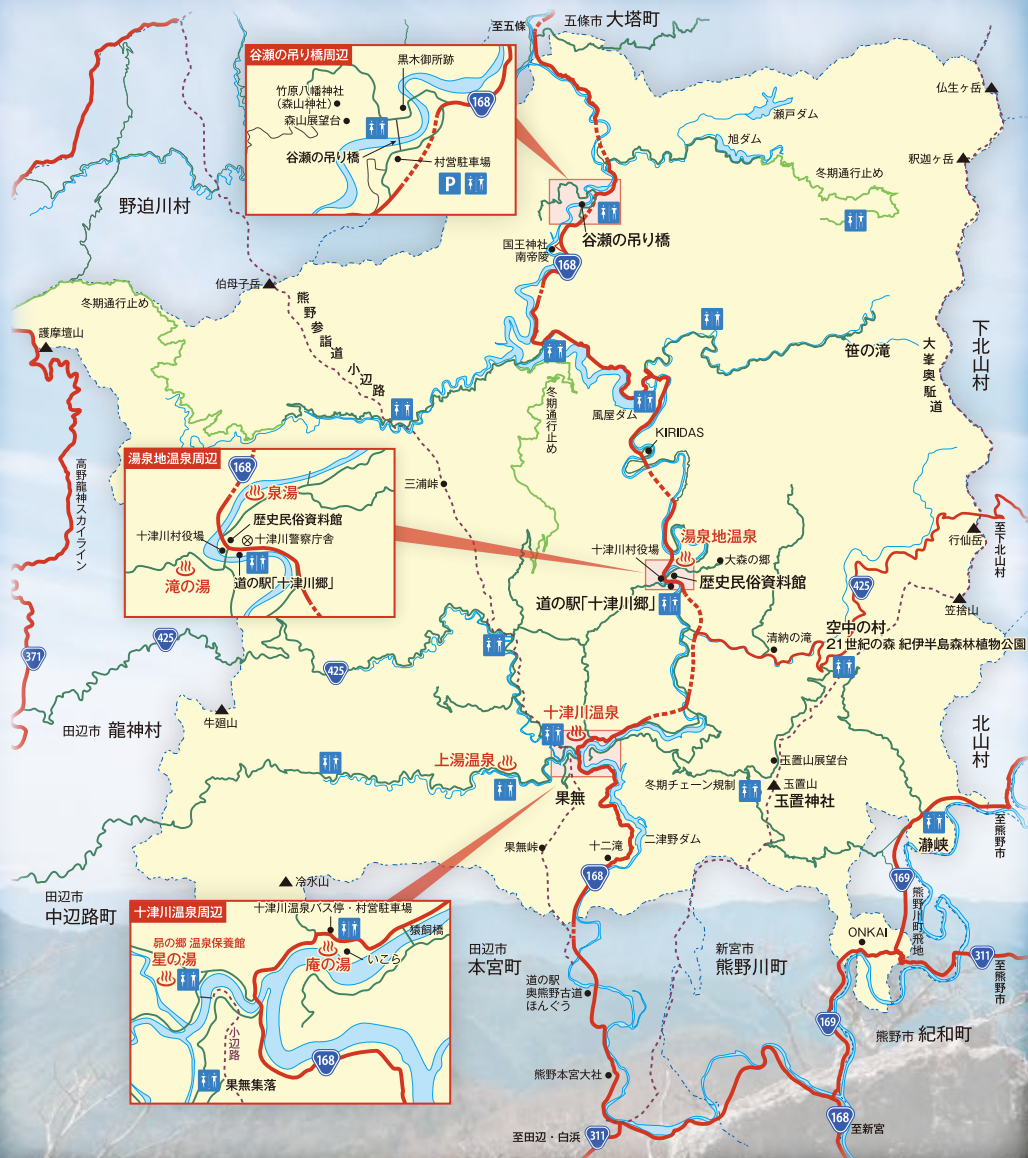 至五條
五條市 大塔町
谷瀬の吊り橋周辺
黒木御所跡
竹原八幡神社
(森山神社)
森山展望台
168
谷瀬の吊り橋
村営駐車場
P
仏生ヶ岳
瀬戸ダム
旭ダム
釈迦ヶ岳
冬期通行止め
野迫川村
谷瀬の吊り橋
国王神社
南帝陵
168
伯母子岳
冬期通行止め
護摩壇山
熊野参詣道
小辺路
笹の滝
大峯奥駈道
下北山村
冬期通行止め
風屋ダム
KIRIDAS
高野龍神スカイライン
湯泉地温泉周辺
168
泉湯
歴史民俗資料館
十津川村役場
十津川警察庁舎
滝の湯
道の駅「十津川郷」
三浦峠
湯泉地温泉
十津川村役場
大森の郷
歴史民俗資料館
道の駅「十津川郷」
至下北山村
行仙岳
425
笠捨山
空中の村
21世紀の森 紀伊半島森林植物公園
清納の滝
425
371
425
牛廻山
田辺市 龍神村
北山村
十津川温泉
上湯温泉
果無
玉置山展望台
冬期チェーン規制
玉置山
玉置神社
果無峠
十二滝
二津野ダム
168
瀞峡
至熊野市
169
熊野川町飛地
冷水山
田辺市
中辺路町
十津川温泉周辺
十津川温泉バス停・村営駐車場
猿飼橋
昴の郷 温泉保養館
星の湯
庵の湯
いこら
小辺路
168
果無集落
田辺市
本宮町
新宮市
熊野川町
ONKAI
311
至熊野市
道の駅
奥熊野古道
ほんぐう
169
熊野市 紀和町
熊野本宮大社
168
至新宮
至田辺・白浜
311